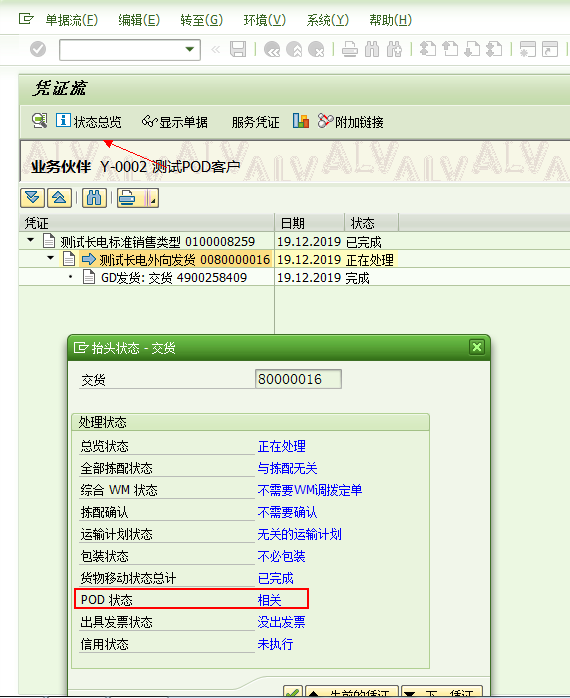 单据流(F) 编辑(E) 转至(G) 环境(V) 系统(Y) 帮助(H)
凭证流
状态总览 显示单据 服务凭证 附加链接
业务伙伴 Y-0002 测试POD客户
凭证 日期 状态
测试长电标准销售类型 0100008259 19.12.2019 已完成
测试长电外向发货 0080000016 19.12.2019 正在处理
GD发货: 交货 4900258409 19.12.2019 完成
抬头状态 - 交货
交货 80000016
处理状态
总览状态 正在处理
全部拣配状态 与拣配无关
综合 WM 状态 不需要WM调拨定单
拣配确认 不需要确认
运输计划状态 无关的运输计划
包装状态 不必包装
货物移动状态总计 已完成
POD 状态 相关
出具发票状态 没出发票
信用状态 未执行